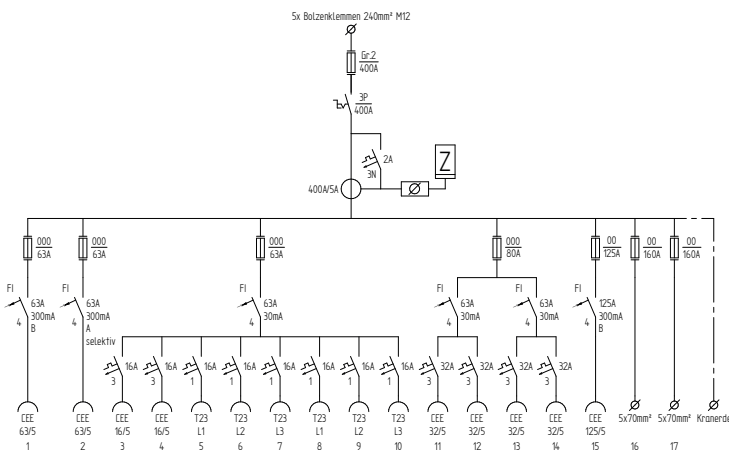 5x Bolzenklemmen 240mm² M12
Gr.2
400A
3P
400A
2A
3N
Z
400A/5A
000
63A
000
63A
000
63A
000
80A
00
125A
00
160A
00
160A
FI
63A
300mA
4
B
FI
63A
300mA
4
A
selektiv
FI
63A
30mA
4
FI
63A
30mA
4
FI
63A
30mA
4
FI
125A
300mA
4
B
16A
3
16A
3
16A
1
16A
1
16A
1
16A
1
16A
1
16A
1
32A
3
32A
3
32A
3
32A
3
CEE CEE CEE CEE T23 T23 T23 T23 T23 T23 CEE CEE CEE CEE CEE 5x70mm² 5x70mm² Kranerde
63/5 63/5 16/5 16/5 L1 L2 L3 L1 L2 L3 32/5 32/5 32/5 32/5 125/5
1 2 3 4 5 6 7 8 9 10 11 12 13 14 15 16 17